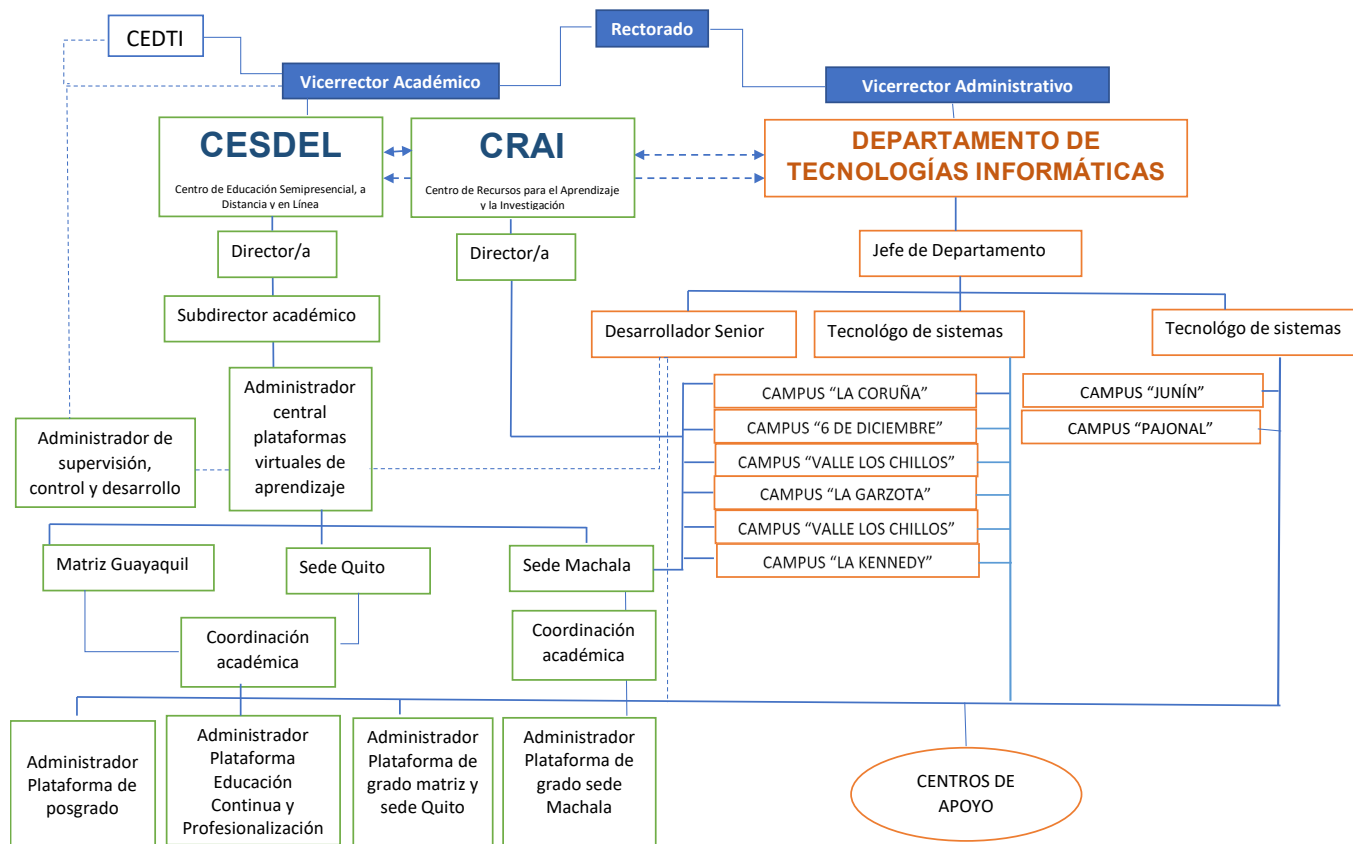 CEDTI
Rectorado
Vicerrector Académico
Vicerrector Administrativo
CESDEL
Centro de Educación Semipresencial, a
Distancia y en Línea
CRAI
Centro de Recursos para el Aprendizaje
y la Investigación
DEPARTAMENTO DE
TECNOLOGÍAS INFORMÁTICAS
Director/a
Director/a
Jefe de Departamento
Subdirector académico
Desarrollador Senior
Tecnológo de sistemas
Tecnológo de sistemas
Administrador
central
plataformas
virtuales de
aprendizaje
Administrador de
supervisión,
control y desarrollo
CAMPUS “LA CORUÑA”
CAMPUS “6 DE DICIEMBRE”
CAMPUS “VALLE LOS CHILLOS”
CAMPUS “LA GARZOTA”
CAMPUS “VALLE LOS CHILLOS”
CAMPUS “LA KENNEDY”
CAMPUS “JUNÍN”
CAMPUS “PAJONAL”
Matriz Guayaquil
Sede Quito
Sede Machala
Coordinación
académica
Coordinación
académica
Administrador
Plataforma de
posgrado
Administrador
Plataforma
Educación
Continua y
Profesionalización
Administrador
Plataforma de
grado matriz y
sede Quito
Administrador
Plataforma de
grado sede
Machala
CENTROS DE
APOYO